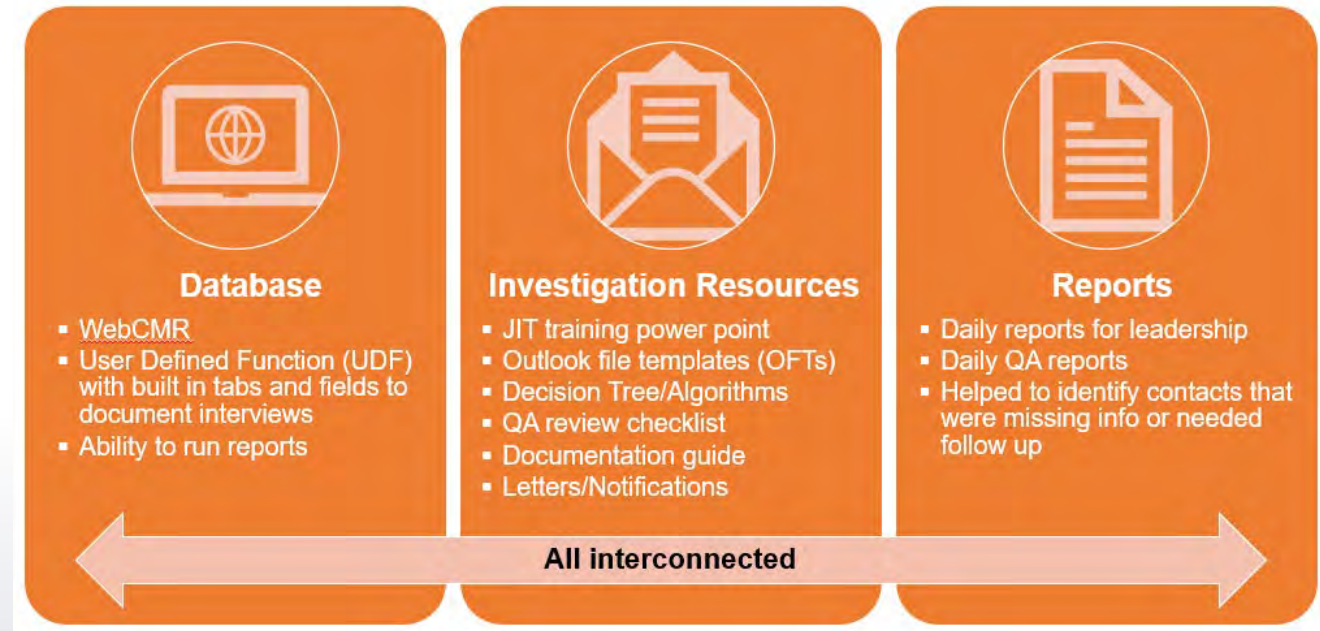 Database
▪ WebCMR
▪ User Defined Function (UDF)
with built in tabs and fields to
document interviews
▪ Ability to run reports
Investigation Resources
▪ JIT training power point
▪ Outlook file templates (OFTs)
▪ Decision Tree/Algorithms
▪ QA review checklist
▪ Documentation guide
▪ Letters/Notifications
Reports
▪ Daily reports for leadership
▪ Daily QA reports
▪ Helped to identify contacts that
were missing info or needed
follow up
All interconnected